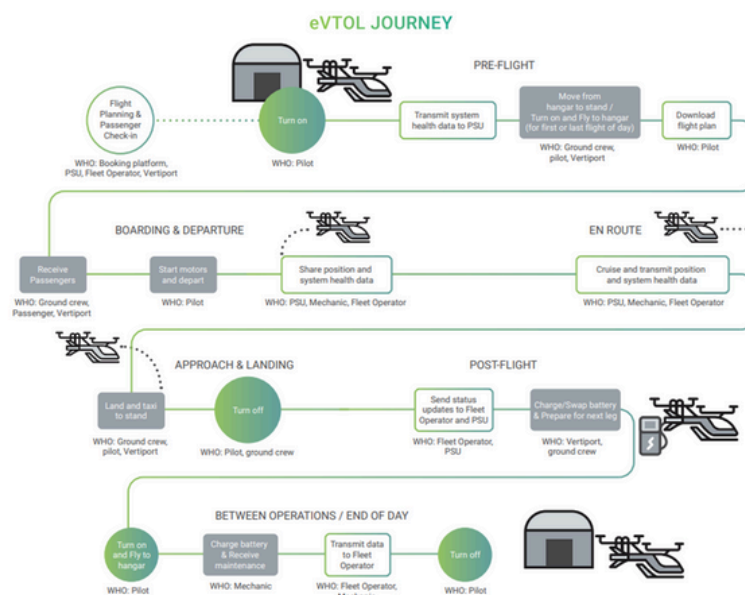 eVTOL JOURNEY
PRE-FLIGHT
Flight
Planning &
Passenger
Check-in
WHO: Booking platform,
PSU, Fleet Operator, Vertiport
Turn on
WHO: Pilot
Transmit system
health data to PSU
Move from
hangar to stand /
Turn on and Fly to hangar
(for first or last flight of day)
WHO: Ground crew,
pilot, Vertiport
Download
flight plan
WHO: Pilot
BOARDING & DEPARTURE
EN ROUTE
Receive
Passengers
WHO: Ground crew,
Passenger, Vertiport
Start motors
and depart
WHO: Pilot
Share position and
system health data
WHO: PSU, Mechanic, Fleet Operator
Cruise and transmit position
and system health data
WHO: PSU, Mechanic, Fleet Operator
APPROACH & LANDING
POST-FLIGHT
Land and taxi
to stand
WHO: Ground crew,
pilot, Vertiport
Turn off
WHO: Pilot, ground crew
Send status
updates to Fleet
Operator and PSU
WHO: Fleet Operator,
PSU
Charge/Swap battery
& Prepare for next leg
WHO: Vertiport,
ground crew
BETWEEN OPERATIONS / END OF DAY
Turn on
and Fly to
hangar
WHO: Pilot
Charge battery
& Receive
maintenance
WHO: Mechanic
Transmit data
to Fleet
Operator
WHO: Fleet Operator,
Turn off
WHO: Pilot